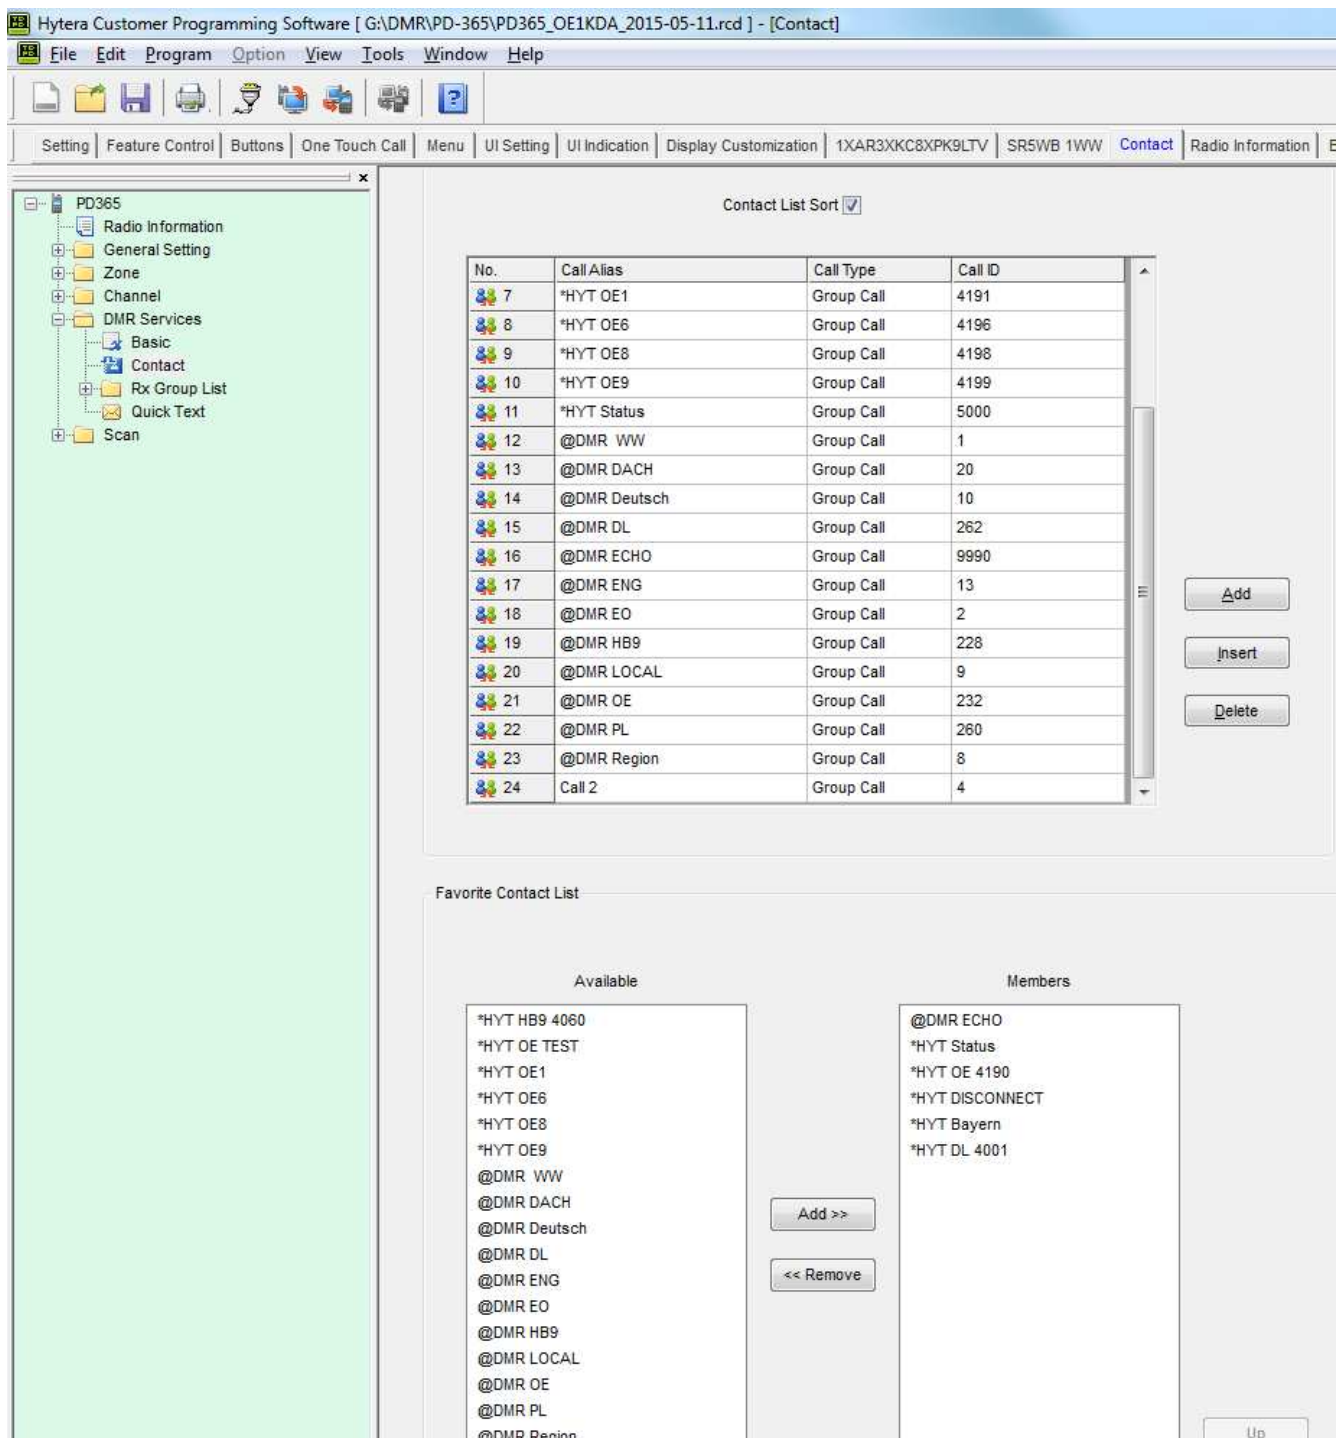 Hytera Customer Programming Software [ G:\DMR\PD-365\PD365_OE1KDA_2015-05-11.rcd ] - [Contact]
File Edit Program Option View Tools Window Help
Setting Feature Control Buttons One Touch Call Menu UI Setting UI Indication Display Customization 1XAR3XKC8XPK9LTV SR5WB 1WW Contact Radio Information
x
PD365
Radio Information
General Setting
Zone
Channel
DMR Services
Basic
Contact
Rx Group List
Quick Text
Scan
Contact List Sort
No. Call Alias Call Type Call ID
7 *HYT OE1 Group Call 4191
8 *HYT OE6 Group Call 4196
9 *HYT OE8 Group Call 4198
10 *HYT OE9 Group Call 4199
11 *HYT Status Group Call 5000
12 @DMR  WW Group Call 1
13 @DMR DACH Group Call 20
14 @DMR Deutsch Group Call 10
15 @DMR DL Group Call 262
16 @DMR ECHO Group Call 9990
17 @DMR ENG Group Call 13
18 @DMR EO Group Call 2
19 @DMR HB9 Group Call 228
20 @DMR LOCAL Group Call 9
21 @DMR OE Group Call 232
22 @DMR PL Group Call 260
23 @DMR Region Group Call 8
24 Call 2 Group Call 4
Add
Insert
Delete
Favorite Contact List
Available
*HYT HB9 4060
*HYT OE TEST
*HYT OE1
*HYT OE6
*HYT OE8
*HYT OE9
@DMR  WW
@DMR DACH
@DMR Deutsch
@DMR DL
@DMR ENG
@DMR EO
@DMR HB9
@DMR LOCAL
@DMR OE
@DMR PL
@DMR Region
Add >>
<< Remove
Members
@DMR ECHO
*HYT Status
*HYT OE 4190
*HYT DISCONNECT
*HYT Bayern
*HYT DL 4001
Up